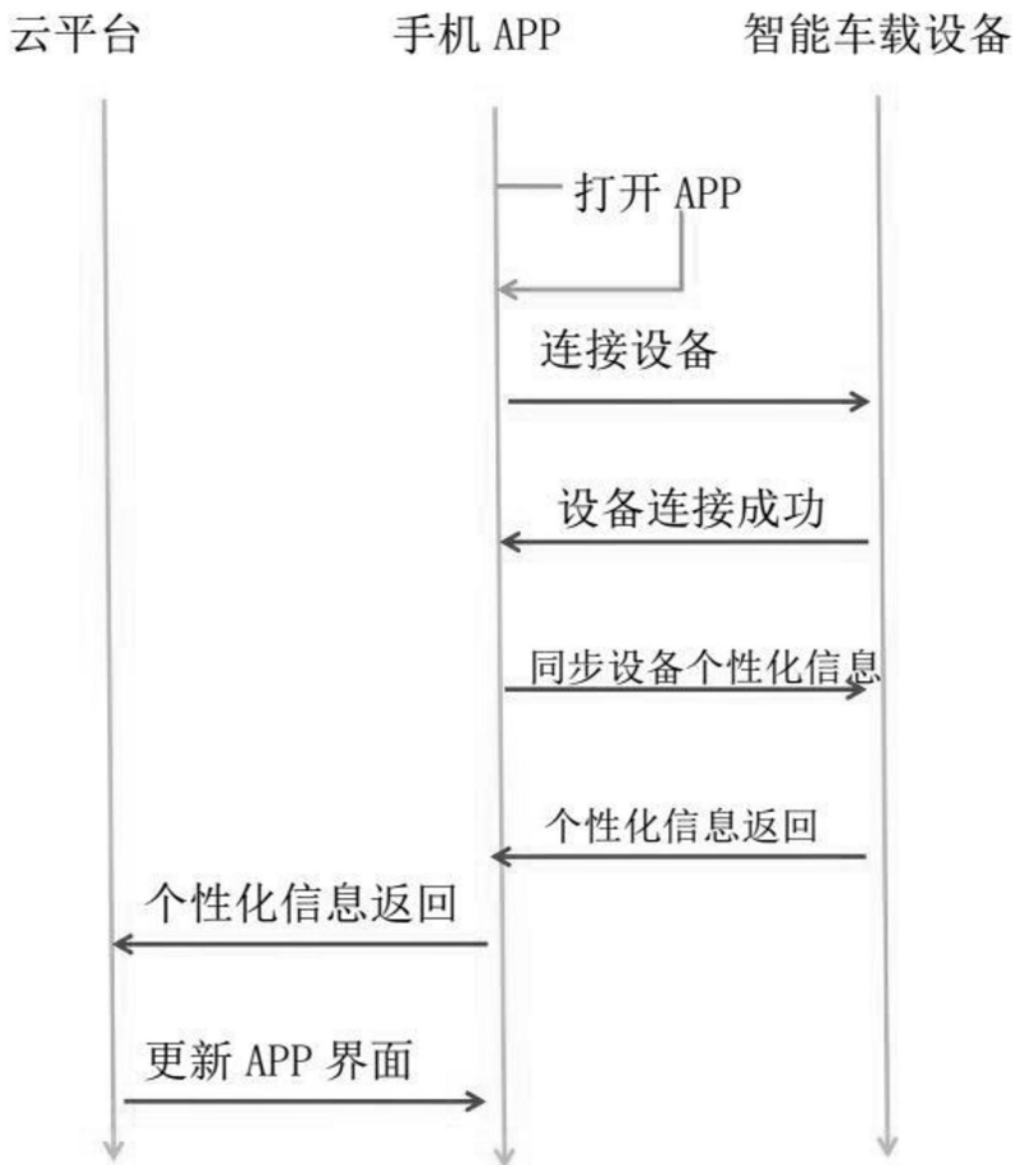 云平台
手机 APP
智能车载设备
打开 APP
连接设备
设备连接成功
同步设备个性化信息
个性化信息返回
个性化信息返回
更新 APP 界面